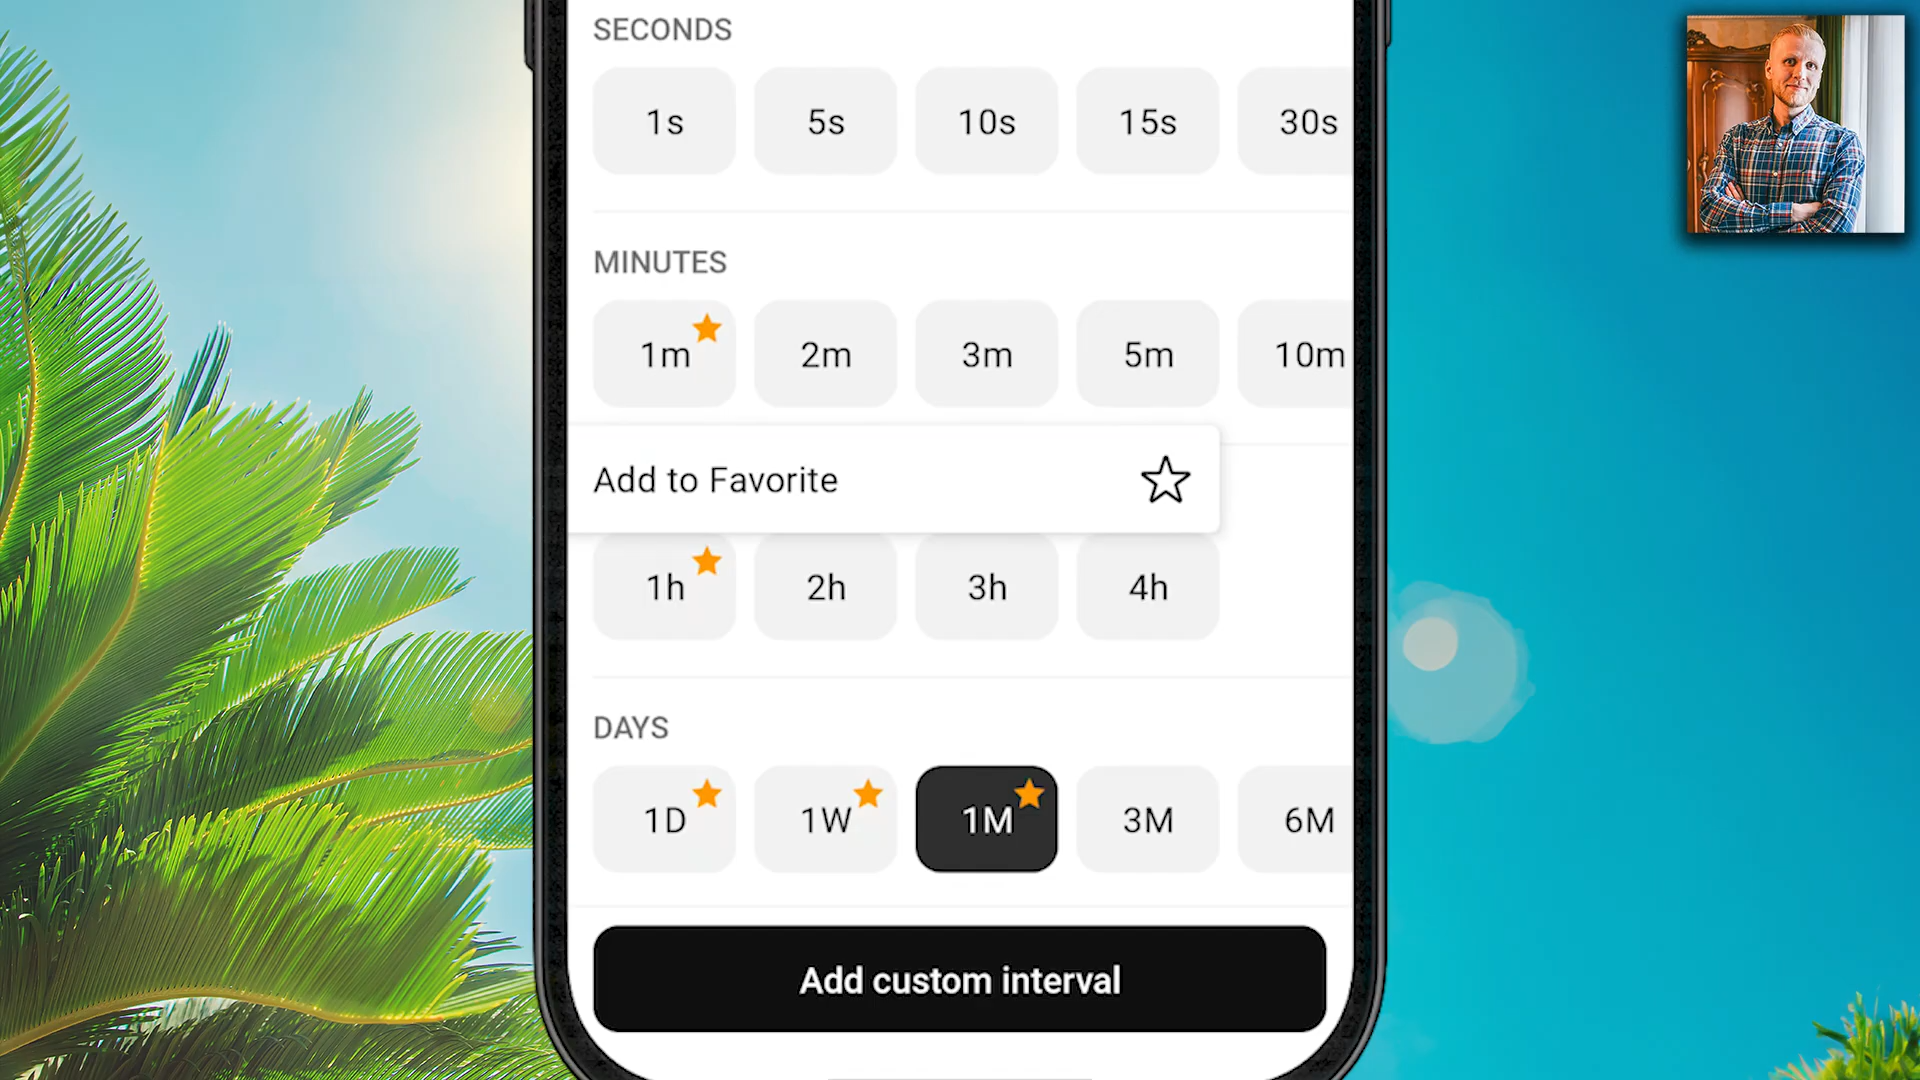 SECONDS
1s 5s 10s 15s 30s
MINUTES
1m 2m 3m 5m 10m
Add to Favorite
1h 2h 3h 4h
DAYS
1D 1W 1M 3M 6M
Add custom interval